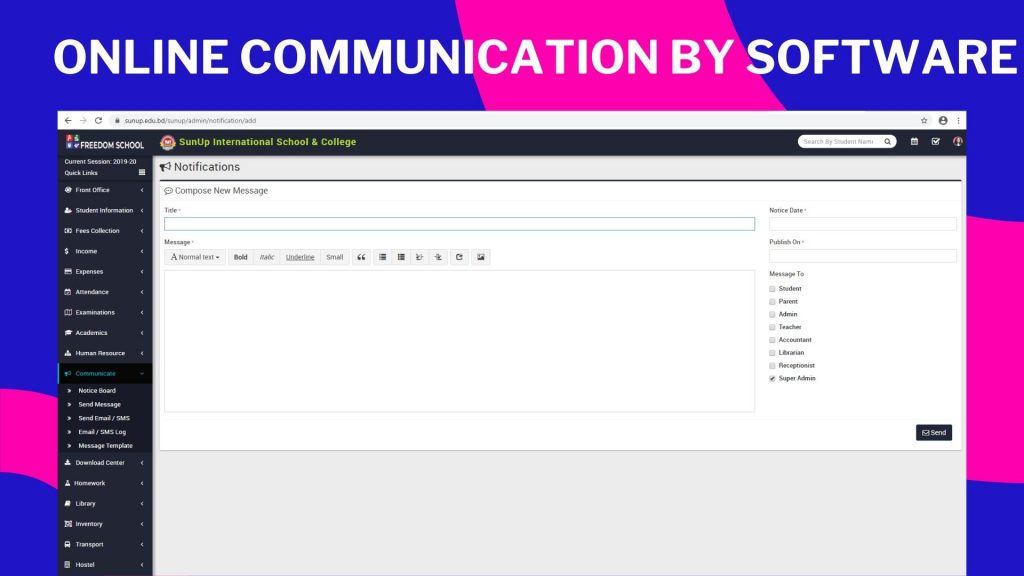 ONLINE COMMUNICATION BY SOFTWARE
sunup.edu.bd/sunup/admin/notification/add
FREEDOM SCHOOL
SunUp International School & College
Search By Student Name
Current Session: 2019-20
Quick Links
Front Office
Student Information
Fees Collection
Income
Expenses
Attendance
Examinations
Academics
Human Resource
Communicate
Notice Board
Send Message
Send Email / SMS
Email / SMS Log
Message Template
Download Center
Homework
Library
Inventory
Transport
Hostel
Notifications
Compose New Message
Title *
Message *
A Normal text
Bold
Italic
Underline
Small
Notice Date *
Publish On *
Message To
Student
Parent
Admin
Teacher
Accountant
Librarian
Receptionist
Super Admin
Send